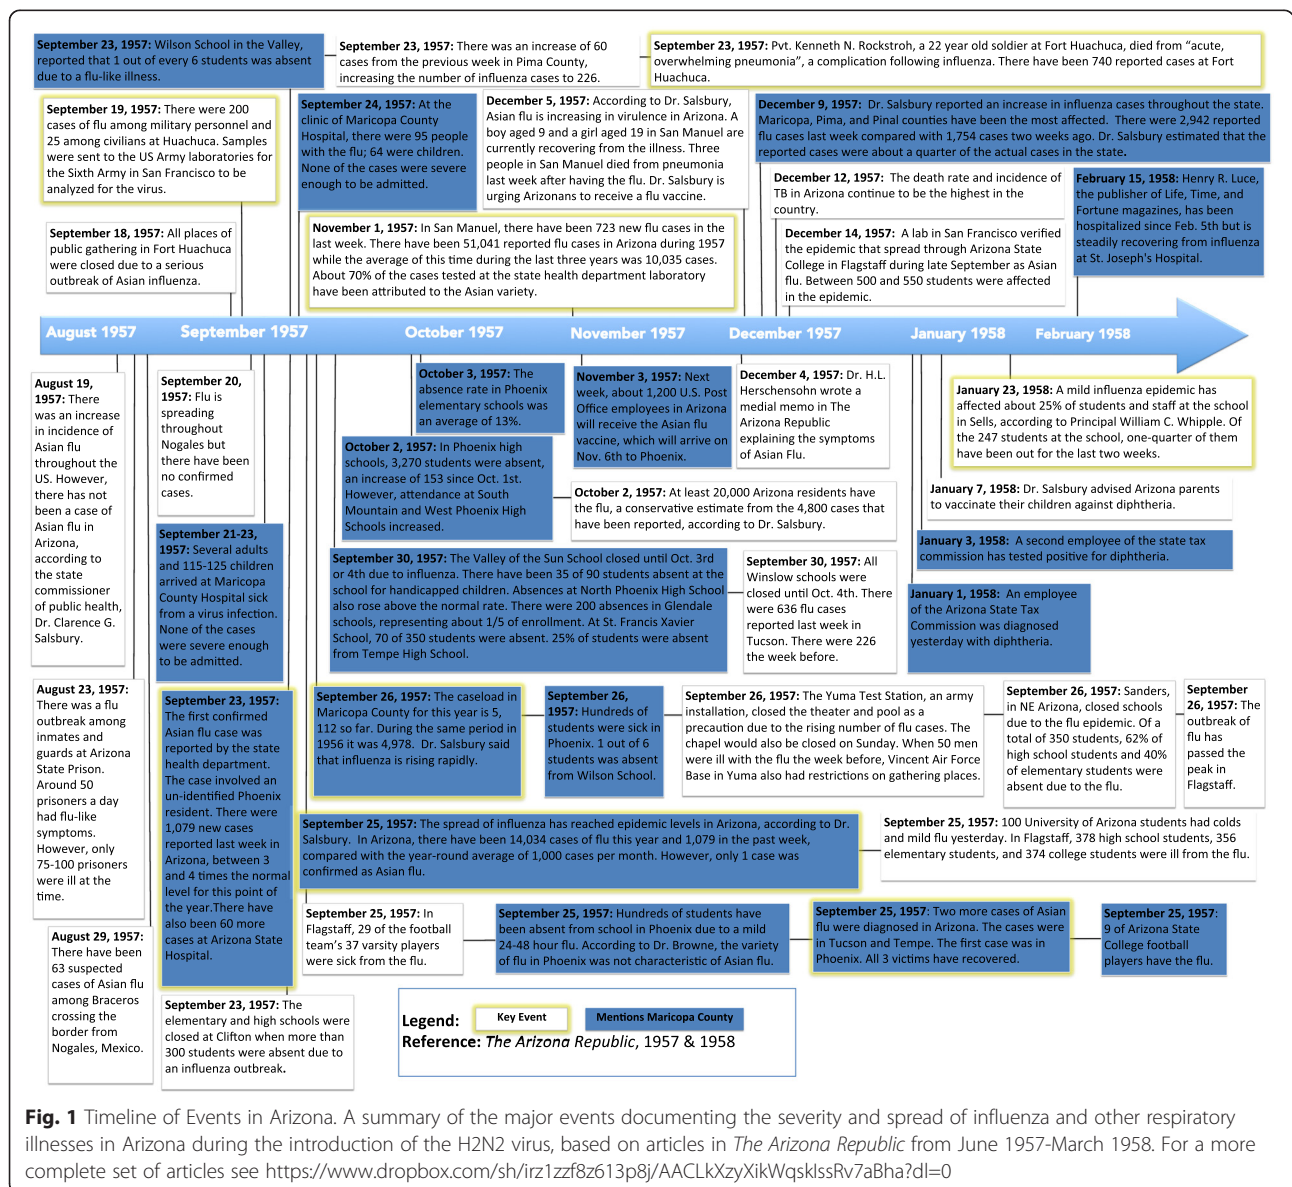 September 23, 1957: Wilson School in the Valley,
reported that 1 out of every 6 students was absent
due to a flu-like illness.
September 23, 1957: There was an increase of 60
cases from the previous week in Pima County,
increasing the number of influenza cases to 226.
September 23, 1957: Pvt. Kenneth N. Rockstroh, a 22 year old soldier at Fort Huachuca, died from “acute,
overwhelming pneumonia”, a complication following influenza. There have been 740 reported cases at Fort
Huachuca.
September 19, 1957: There were 200
cases of flu among military personnel and
25 among civilians at Huachuca. Samples
were sent to the US Army laboratories for
the Sixth Army in San Francisco to be
analyzed for the virus.
September 24, 1957: At the
clinic of Maricopa County
Hospital, there were 95 people
with the flu; 64 were children.
None of the cases were severe
enough to be admitted.
December 5, 1957: According to Dr. Salsbury,
Asian flu is increasing in virulence in Arizona. A
boy aged 9 and a girl aged 19 in San Manuel are
currently recovering from the illness. Three
people in San Manuel died from pneumonia
last week after having the flu. Dr. Salsbury is
urging Arizonans to receive a flu vaccine.
December 9, 1957: Dr. Salsbury reported an increase in influenza cases throughout the state.
Maricopa, Pima, and Pinal counties have been the most affected. There were 2,942 reported
flu cases last week compared with 1,754 cases two weeks ago. Dr. Salsbury estimated that the
reported cases were about a quarter of the actual cases in the state.
December 12, 1957: The death rate and incidence of
TB in Arizona continue to be the highest in the
country.
February 15, 1958: Henry R. Luce,
the publisher of Life, Time, and
Fortune magazines, has been
hospitalized since Feb. 5th but is
steadily recovering from influenza
at St. Joseph's Hospital.
September 18, 1957: All places of
public gathering in Fort Huachuca
were closed due to a serious
outbreak of Asian influenza.
November 1, 1957: In San Manuel, there have been 723 new flu cases in the
last week. There have been 51,041 reported flu cases in Arizona during 1957
while the average of this time during the last three years was 10,035 cases.
About 70% of the cases tested at the state health department laboratory
have been attributed to the Asian variety.
December 14, 1957: A lab in San Francisco verified
the epidemic that spread through Arizona State
College in Flagstaff during late September as Asian
flu. Between 500 and 550 students were affected
in the epidemic.
August 1957
September 1957
October 1957
November 1957
December 1957
January 1958
February 1958
August 19,
1957: There
was an increase
in incidence of
Asian flu
throughout the
US. However,
there has not
been a case of
Asian flu in
Arizona,
according to
the state
commissioner
of public health,
Dr. Clarence G.
Salsbury.
September 20,
1957: Flu is
spreading
throughout
Nogales but
there have been
no confirmed
cases.
October 3, 1957: The
absence rate in Phoenix
elementary schools was
an average of 13%.
November 3, 1957: Next
week, about 1,200 U.S. Post
Office employees in Arizona
will receive the Asian flu
vaccine, which will arrive on
Nov. 6th to Phoenix.
December 4, 1957: Dr. H.L.
Herschensohn wrote a
medial memo in The
Arizona Republic
explaining the symptoms
of Asian Flu.
January 23, 1958: A mild influenza epidemic has
affected about 25% of students and staff at the school
in Sells, according to Principal William C. Whipple. Of
the 247 students at the school, one-quarter of them
have been out for the last two weeks.
October 2, 1957: In Phoenix high
schools, 3,270 students were absent,
an increase of 153 since Oct. 1st.
However, attendance at South
Mountain and West Phoenix High
Schools increased.
October 2, 1957: At least 20,000 Arizona residents have
the flu, a conservative estimate from the 4,800 cases that
have been reported, according to Dr. Salsbury.
January 7, 1958: Dr. Salsbury advised Arizona parents
to vaccinate their children against diphtheria.
January 3, 1958: A second employee of the state tax
commission has tested positive for diphtheria.
September 21-23,
1957: Several adults
and 115-125 children
arrived at Maricopa
County Hospital sick
from a virus infection.
None of the cases
were severe enough
to be admitted.
September 30, 1957: The Valley of the Sun School closed until Oct. 3rd
or 4th due to influenza. There have been 35 of 90 students absent at the
school for handicapped children. Absences at North Phoenix High School
also rose above the normal rate. There were 200 absences in Glendale
schools, representing about 1/5 of enrollment. At St. Francis Xavier
School, 70 of 350 students were absent. 25% of students were absent
from Tempe High School.
September 30, 1957: All
Winslow schools were
closed until Oct. 4th. There
were 636 flu cases
reported last week in
Tucson. There were 226
the week before.
January 1, 1958: An employee
of the Arizona State Tax
Commission was diagnosed
yesterday with diphtheria.
August 23, 1957:
There was a flu
outbreak among
inmates and
guards at Arizona
State Prison.
Around 50
prisoners a day
had flu-like
symptoms.
However, only
75-100 prisoners
were ill at the
time.
September 23, 1957:
The first confirmed
Asian flu case was
reported by the state
health department.
The case involved an
un-identified Phoenix
resident. There were
1,079 new cases
reported last week in
Arizona, between 3
and 4 times the normal
level for this point of
the year.There have
also been 60 more
cases at Arizona State
Hospital.
September 26, 1957: The caseload in
Maricopa County for this year is 5,
112 so far. During the same period in
1956 it was 4,978. Dr. Salsbury said
that influenza is rising rapidly.
September 26,
1957: Hundreds of
students were sick in
Phoenix. 1 out of 6
students was absent
from Wilson School.
September 26, 1957: The Yuma Test Station, an army
installation, closed the theater and pool as a
precaution due to the rising number of flu cases. The
chapel would also be closed on Sunday. When 50 men
were ill with the flu the week before, Vincent Air Force
Base in Yuma also had restrictions on gathering places.
September 26, 1957: Sanders,
in NE Arizona, closed schools
due to the flu epidemic. Of a
total of 350 students, 62% of
high school students and 40%
of elementary students were
absent due to the flu.
September
26, 1957: The
outbreak of
flu has
passed the
peak in
Flagstaff.
September 25, 1957: The spread of influenza has reached epidemic levels in Arizona, according to Dr.
Salsbury. In Arizona, there have been 14,034 cases of flu this year and 1,079 in the past week,
compared with the year-round average of 1,000 cases per month. However, only 1 case was
confirmed as Asian flu.
September 25, 1957: 100 University of Arizona students had colds
and mild flu yesterday. In Flagstaff, 378 high school students, 356
elementary students, and 374 college students were ill from the flu.
August 29, 1957:
There have been
63 suspected
cases of Asian flu
among Braceros
crossing the
border from
Nogales, Mexico.
September 25, 1957: In
Flagstaff, 29 of the football
team’s 37 varsity players
were sick from the flu.
September 25, 1957: Hundreds of students have
been absent from school in Phoenix due to a mild
24-48 hour flu. According to Dr. Browne, the variety
of flu in Phoenix was not characteristic of Asian flu.
September 25, 1957: Two more cases of Asian
flu were diagnosed in Arizona. The cases were
in Tucson and Tempe. The first case was in
Phoenix. All 3 victims have recovered.
September 25, 1957:
9 of Arizona State
College football
players have the flu.
September 23, 1957: The
elementary and high schools were
closed at Clifton when more than
300 students were absent due to
an influenza outbreak.
Legend: Key Event Mentions Maricopa County
Reference: The Arizona Republic, 1957 & 1958
Fig. 1 Timeline of Events in Arizona. A summary of the major events documenting the severity and spread of influenza and other respiratory
illnesses in Arizona during the introduction of the H2N2 virus, based on articles in The Arizona Republic from June 1957-March 1958. For a more
complete set of articles see https://www.dropbox.com/sh/irz1zzf8z613p8j/AACLkXzyXikWqskIssRv7aBha?dl=0